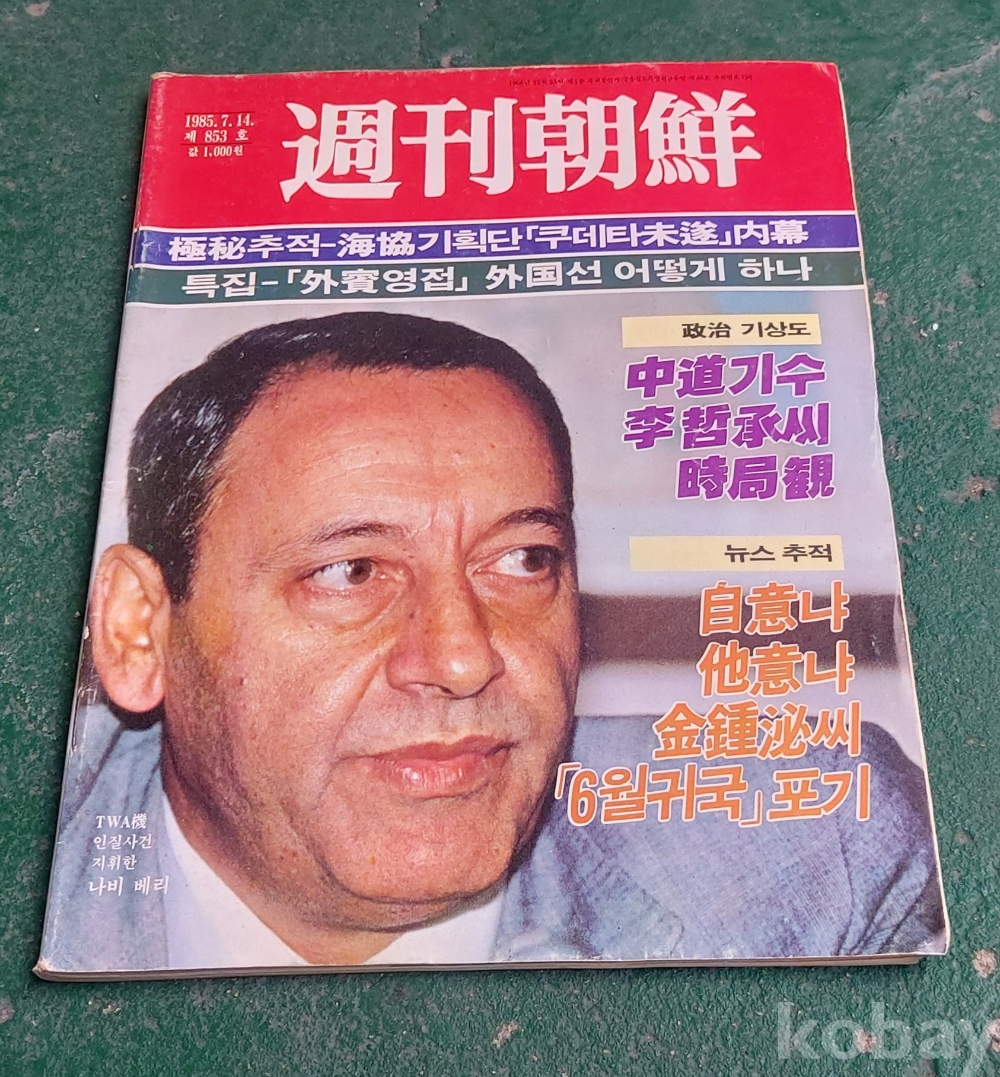 1985. 7. 14.
제 853 호
값 1,000원
週刊朝鮮
極秘추적-海協기획단「쿠데타未遂」内幕
특집-「外賓영접」 外国선 어떻게 하나
政治 기상도
中道기수
李哲承씨
時局観
뉴스 추적
自意냐
他意냐
金鍾泌씨
「6월귀국」포기
TWA機
인질사건
지휘한
나비 베리
kobay